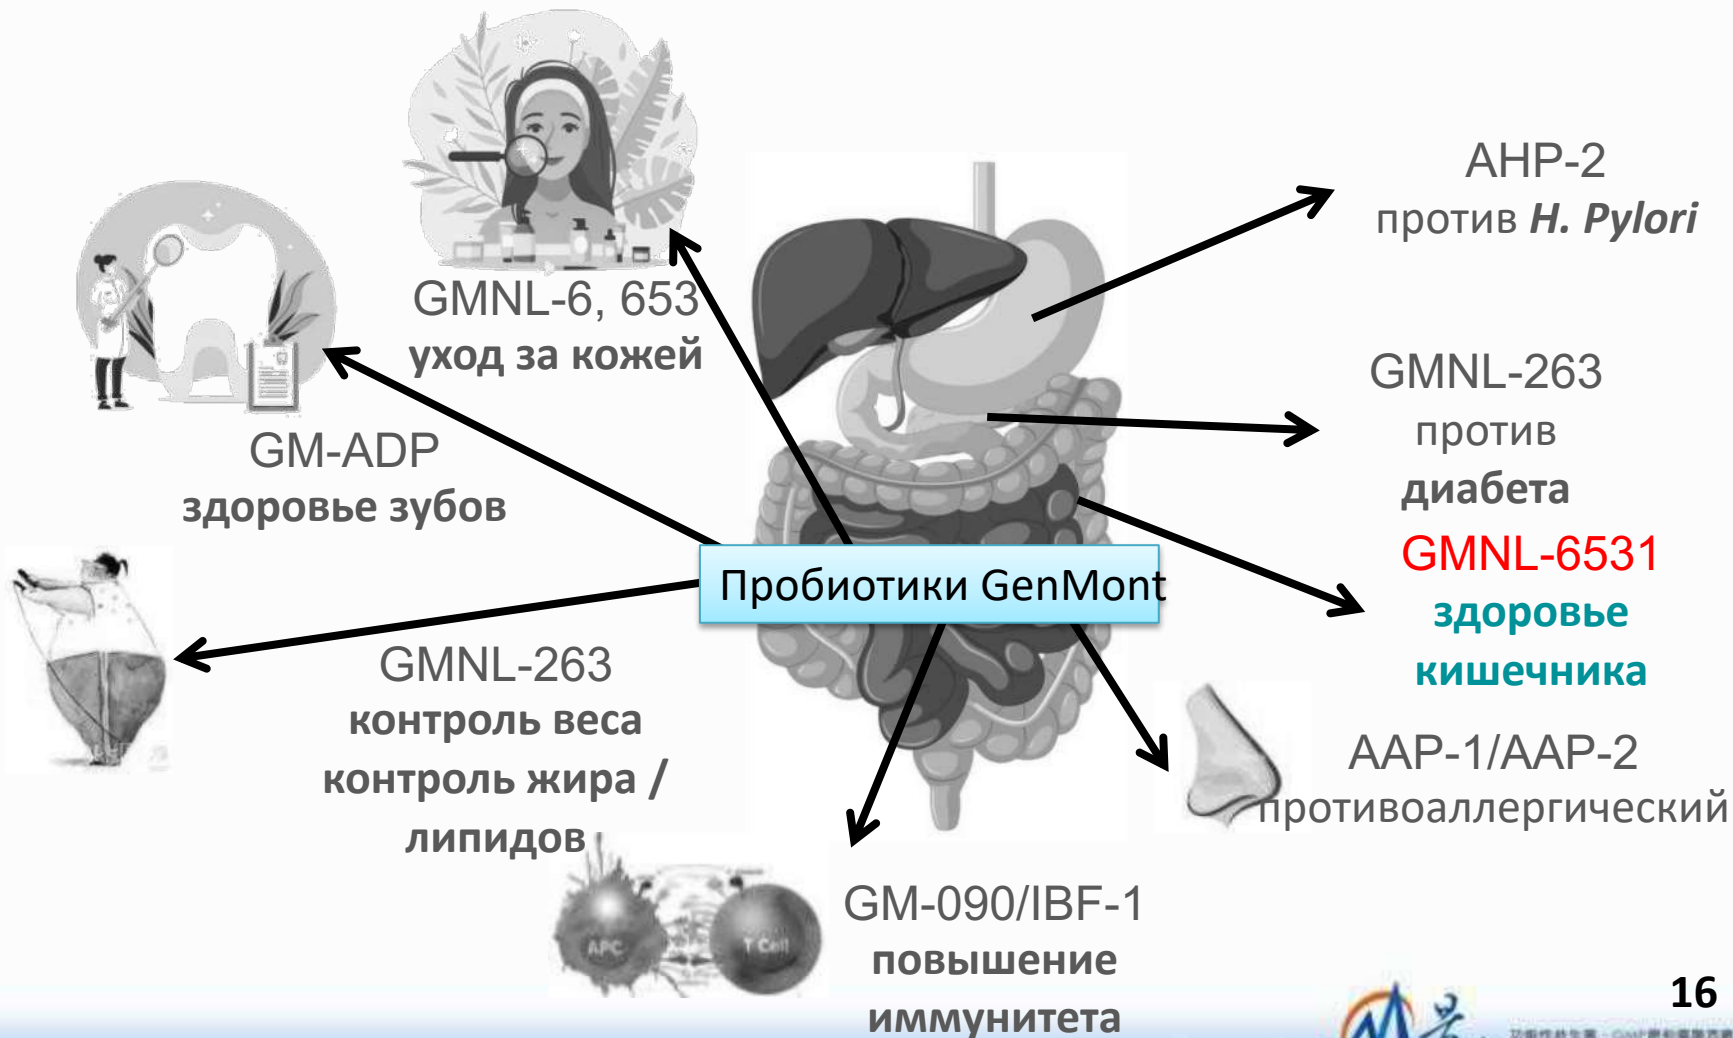 GMNL-6, 653
уход за кожей
GM-ADP
здоровье зубов
AHP-2
против H. Pylori
GMNL-263
против
диабета
GMNL-6531
здоровье
кишечника
Пробиотики GenMont
GMNL-263
контроль веса
контроль жира /
липидов
AAP-1/AAP-2
противоаллергический
APC
T Cell
GM-090/IBF-1
повышение
иммунитета
16